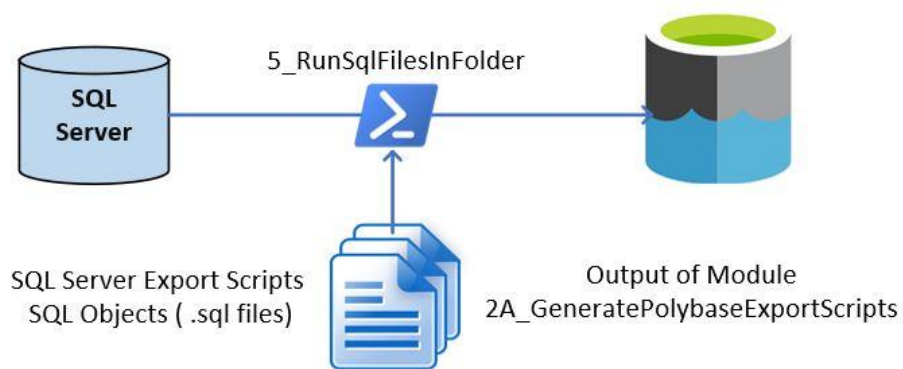 5_RunSqlFilesInFolder
SQL
Server
SQL Server Export Scripts
SQL Objects ( .sql files)
Output of Module
2A_GeneratePolybaseExportScripts